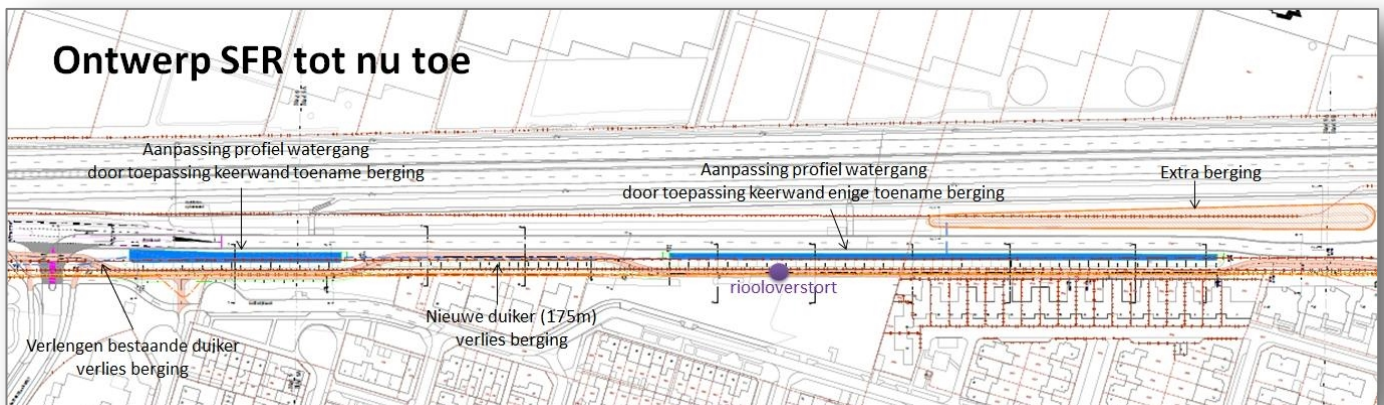 Ontwerp SFR tot nu toe
Aanpassing profiel watergang
door toepassing keerwand toename berging
Aanpassing profiel watergang
door toepassing keerwand enige toename berging
Extra berging
riooloverstort
Nieuwe duiker (175m)
verlies berging
Verlengen bestaande duiker
verlies berging